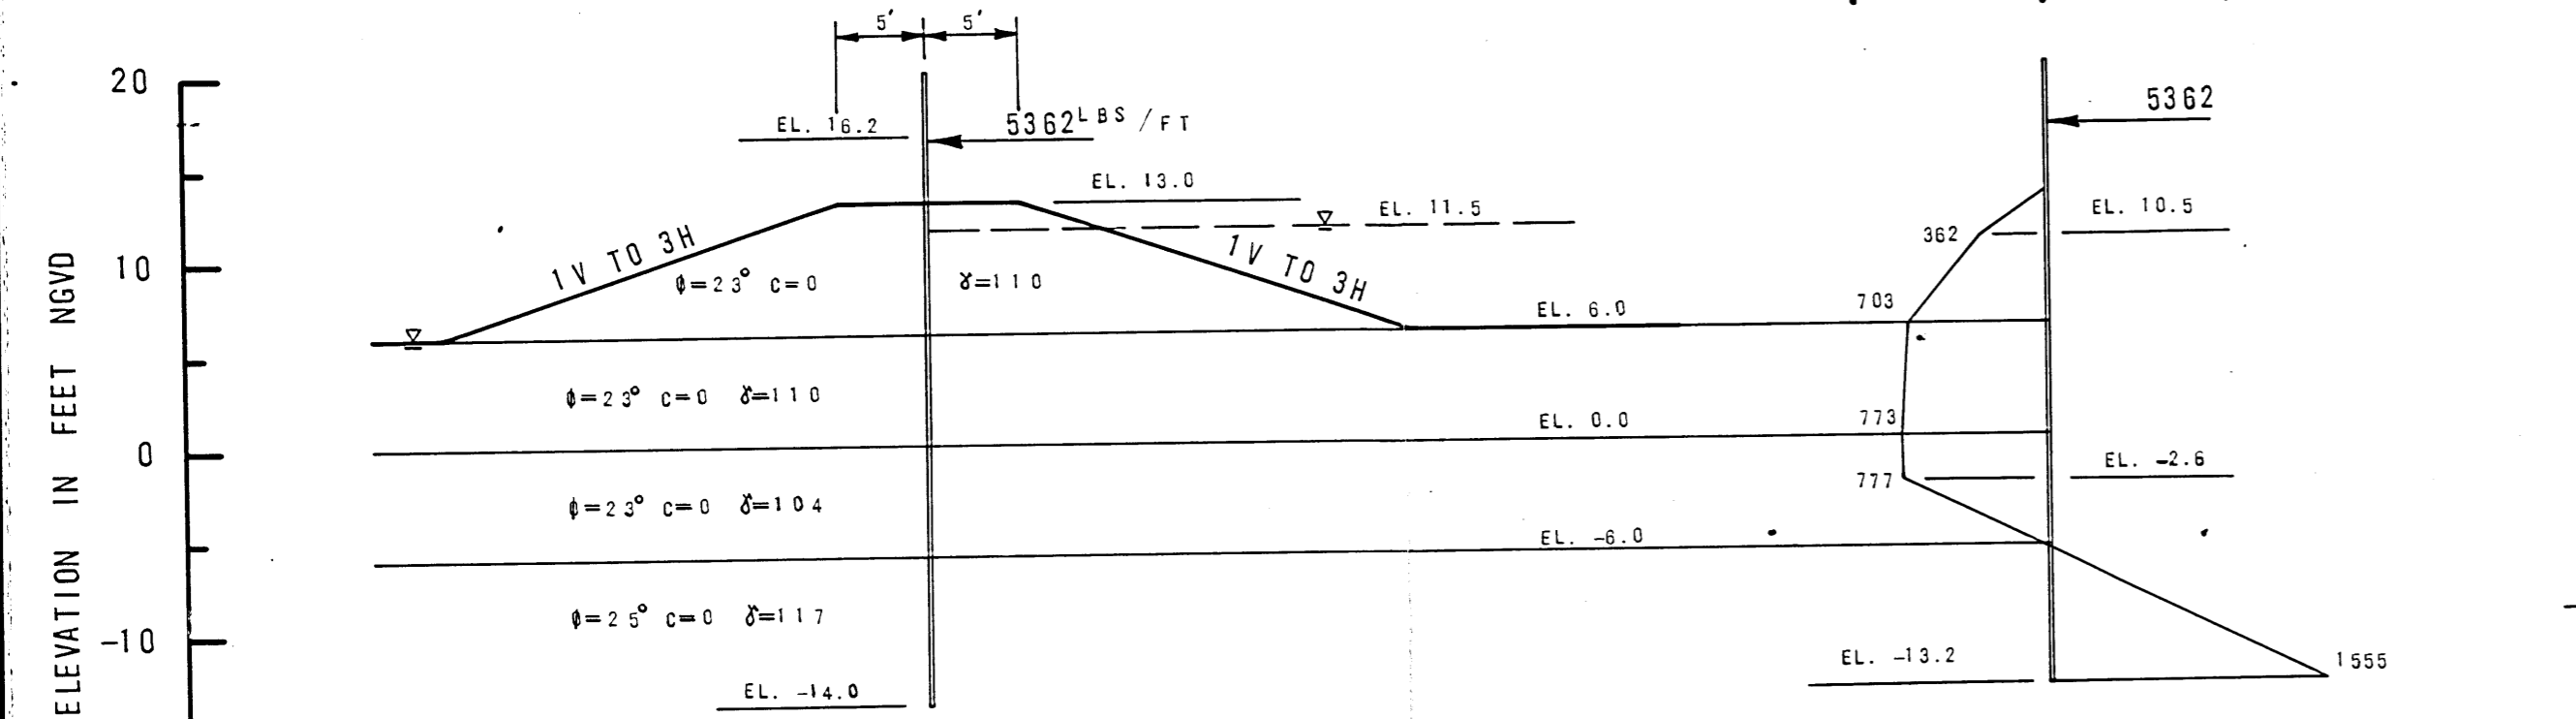 5' 5'
20
EL. 16.2
5362 LBS/FT
5362
EL. 13.0
EL. 11.5
EL. 10.5
362
1V TO 3H
1V TO 3H
10
ϕ=23° c=0 ɣ=110
EL. 6.0
703
ϕ=23° c=0 ɣ=110
EL. 0.0
773
0
EL. -2.6
777
ϕ=23° c=0 ɣ=104
EL. -6.0
ϕ=25° c=0 ɣ=117
-10
EL. -13.2
1555
EL. -14.0
ELEVATION IN FEET NGVD